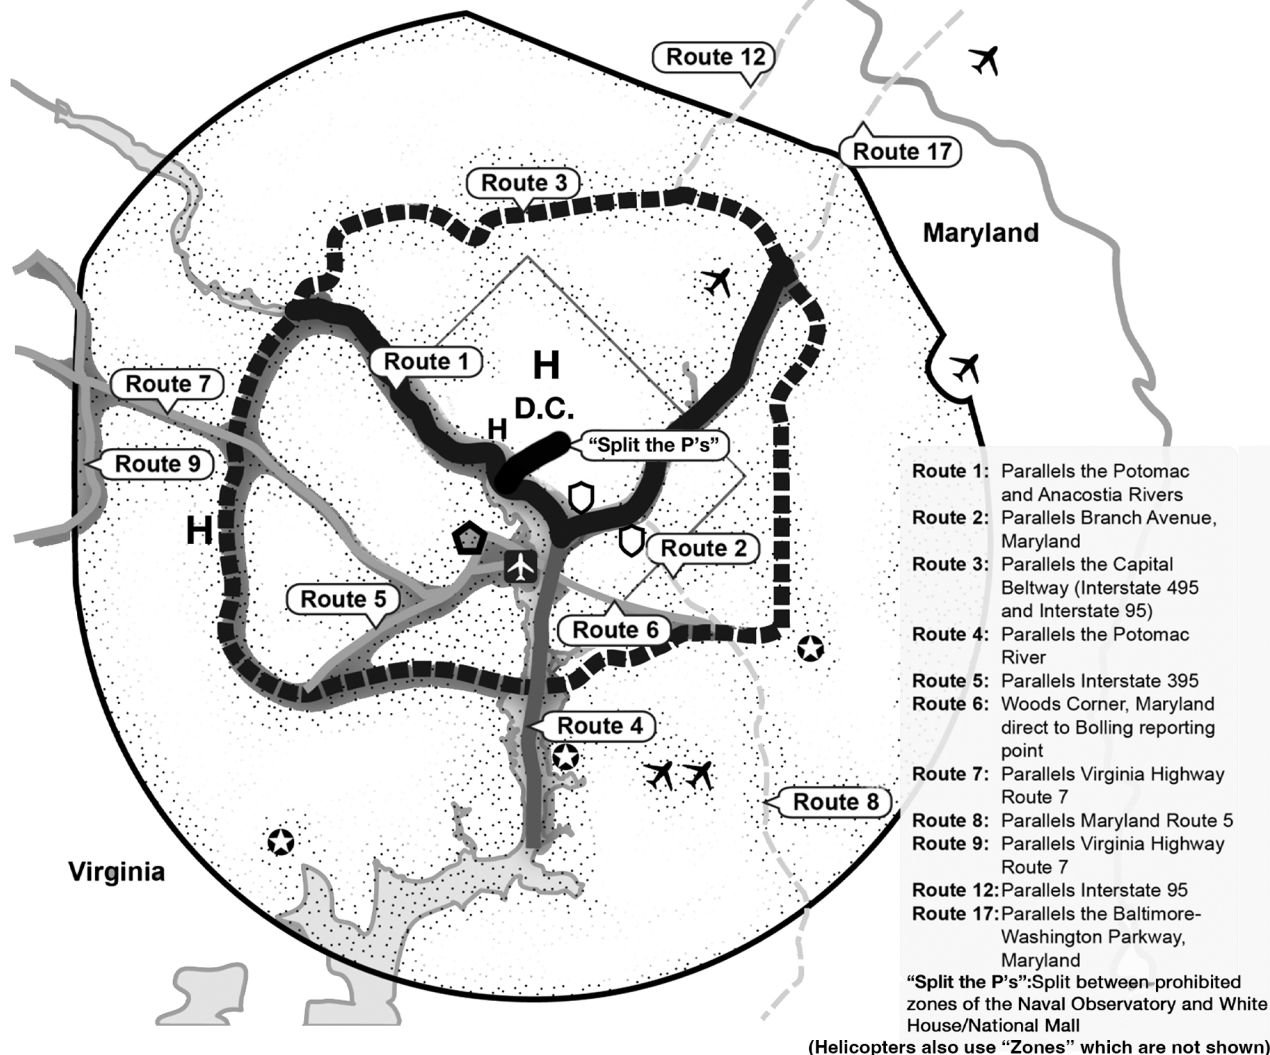 Route 12
Route 17
Route 3
Maryland
Route 1
H
Route 7
D.C.
H
"Split the P's"
Route 9
H
Route 2
Route 5
Route 6
Route 4
Route 8
Virginia
Route 1: Parallels the Potomac
and Anacostia Rivers
Route 2: Parallels Branch Avenue,
Maryland
Route 3: Parallels the Capital
Beltway (Interstate 495
and Interstate 95)
Route 4: Parallels the Potomac
River
Route 5: Parallels Interstate 395
Route 6: Woods Corner, Maryland
direct to Bolling reporting
point
Route 7: Parallels Virginia Highway
Route 7
Route 8: Parallels Maryland Route 5
Route 9: Parallels Virginia Highway
Route 7
Route 12: Parallels Interstate 95
Route 17: Parallels the Baltimore-
Washington Parkway,
Maryland
“Split the P’s”:Split between prohibited
zones of the Naval Observatory and White
House/National Mall
(Helicopters also use “Zones” which are not shown)